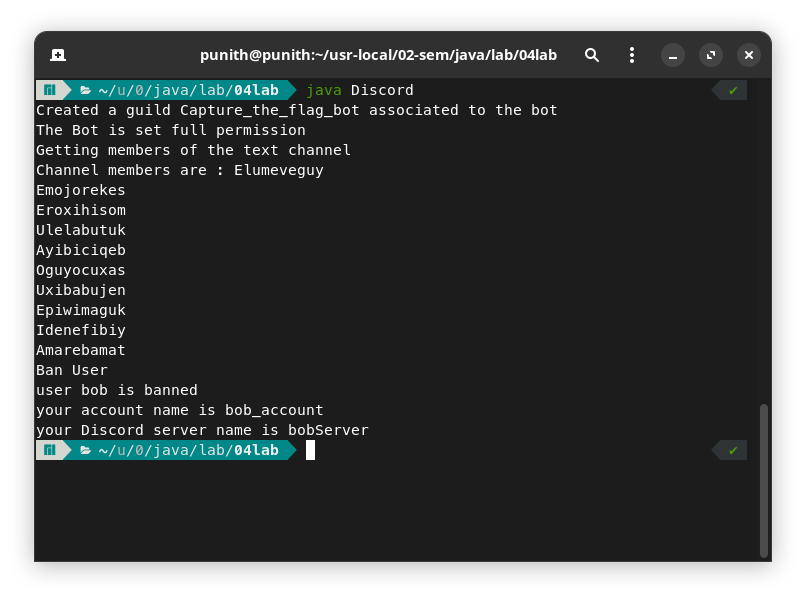 punith@punith:~/usr-local/02-sem/java/lab/04lab
~/u/0/java/lab/04lab java Discord ✔
Created a guild Capture_the_flag_bot associated to the bot
The Bot is set full permission
Getting members of the text channel
Channel members are : Elumeveguy
Emojorekes
Eroxihisom
Ulelabutuk
Ayibiciqeb
Oguyocuxas
Uxibabujen
Epiwimaguk
Idenefibiy
Amarebamat
Ban User
user bob is banned
your account name is bob_account
your Discord server name is bobServer
~/u/0/java/lab/04lab ✔